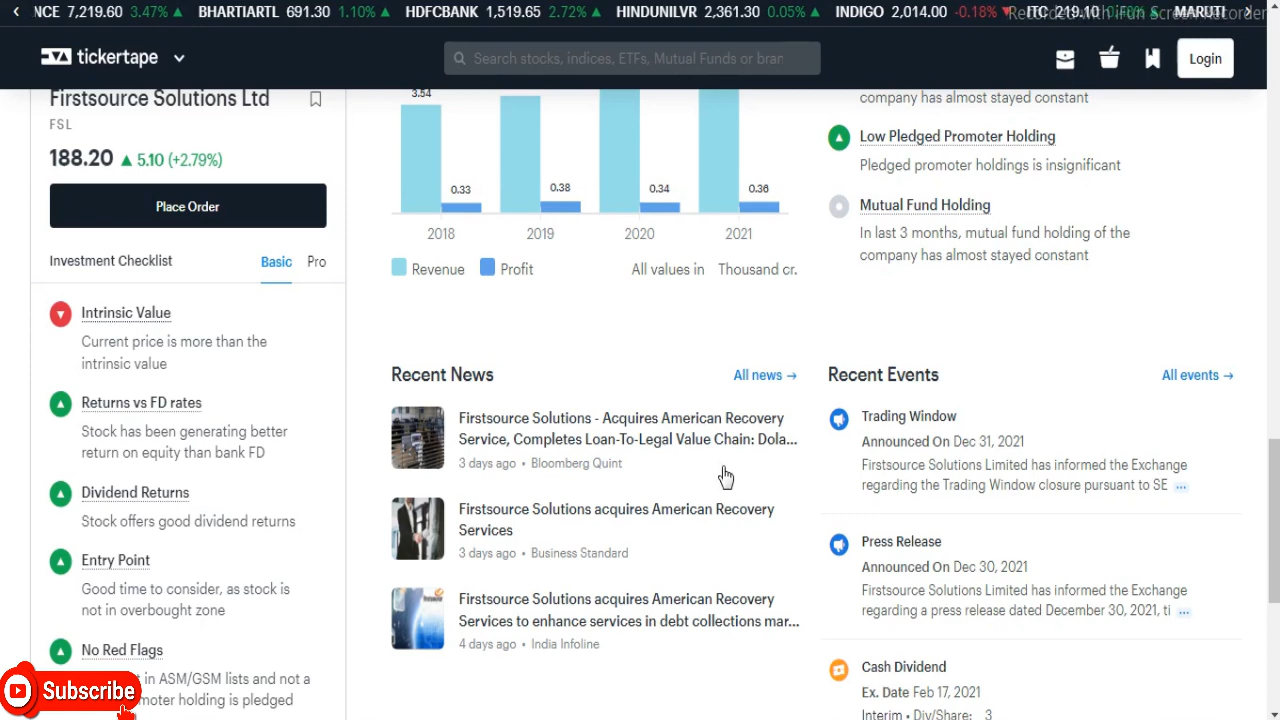 NCE 7,219.60 3.47% BHARTIARTL 691.30 1.10% HDFCBANK 1,519.65 2.72% HINDUNILVR 2,361.30 0.05% INDIGO 2,014.00 -0.18% ITC 219.10 MARUTI
Recorded with iFun Screen Recorder
tickertape
Search stocks, indices, ETFs, Mutual Funds or bran
Login
Firstsource Solutions Ltd
FSL
188.20 5.10 (+2.79%)
Place Order
Investment Checklist Basic Pro
Intrinsic Value
Current price is more than the
intrinsic value
Returns vs FD rates
Stock has been generating better
return on equity than bank FD
Dividend Returns
Stock offers good dividend returns
Entry Point
Good time to consider, as stock is
not in overbought zone
No Red Flags
t in ASM/GSM lists and not a
moter holding is pledged
Subscribe
3.54
0.33 0.38 0.34 0.36
2018 2019 2020 2021
Revenue Profit All values in Thousand cr.
company has almost stayed constant
Low Pledged Promoter Holding
Pledged promoter holdings is insignificant
Mutual Fund Holding
In last 3 months, mutual fund holding of the
company has almost stayed constant
Recent News All news →
Firstsource Solutions - Acquires American Recovery
Service, Completes Loan-To-Legal Value Chain: Dola...
3 days ago • Bloomberg Quint
Firstsource Solutions acquires American Recovery
Services
3 days ago • Business Standard
Firstsource Solutions acquires American Recovery
Services to enhance services in debt collections mar...
4 days ago • India Infoline
Recent Events All events →
Trading Window
Announced On Dec 31, 2021
Firstsource Solutions Limited has informed the Exchange
regarding the Trading Window closure pursuant to SE ...
Press Release
Announced On Dec 30, 2021
Firstsource Solutions Limited has informed the Exchange
regarding a press release dated December 30, 2021, ti ...
Cash Dividend
Ex. Date Feb 17, 2021
Interim • Div/Share: 3